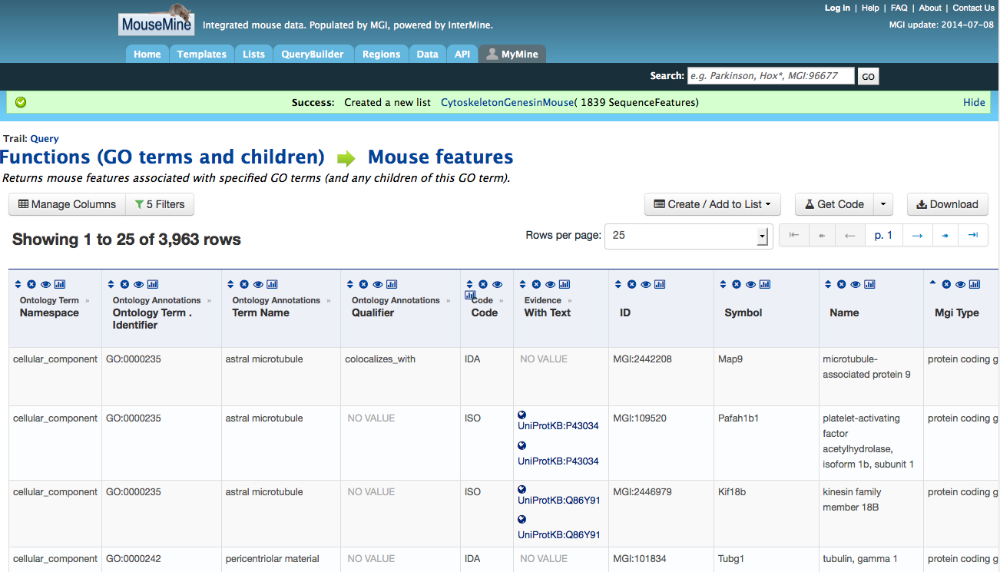 Log in | Help | FAQ | About | Contact Us
MouseMine
Integrated mouse data. Populated by MGI, powered by InterMine.
MGI update: 2014-07-08
Home Templates Lists QueryBuilder Regions Data API MyMine
Search: e.g. Parkinson, Hox*, MGI:96677 GO
Success: Created a new list CytoskeletonGenesinMouse( 1839 SequenceFeatures) Hide
Trail: Query
Functions (GO terms and children) Mouse features
Returns mouse features associated with specified GO terms (and any children of this GO term).
Manage Columns 5 Filters Create / Add to List Get Code Download
Showing 1 to 25 of 3,963 rows Rows per page: 25 p. 1
Ontology Term » Ontology Annotations » Ontology Annotations » Ontology Annotations » Code » Evidence »
Namespace Ontology Term . Term Name Qualifier Code With Text ID Symbol Name Mgi Type
Identifier
cellular_component GO:0000235 astral microtubule colocalizes_with IDA NO VALUE MGI:2442208 Map9 microtubule- protein coding g
associated protein 9
cellular_component GO:0000235 astral microtubule NO VALUE ISO UniProtKB:P43034 MGI:109520 Pafah1b1 platelet-activating protein coding g
factor
acetylhydrolase,
UniProtKB:P43034 isoform 1b, subunit 1
cellular_component GO:0000235 astral microtubule NO VALUE ISO UniProtKB:Q86Y91 MGI:2446979 Kif18b kinesin family protein coding g
member 18B
UniProtKB:Q86Y91
cellular_component GO:0000242 pericentriolar material NO VALUE IDA NO VALUE MGI:101834 Tubg1 tubulin, gamma 1 protein coding g